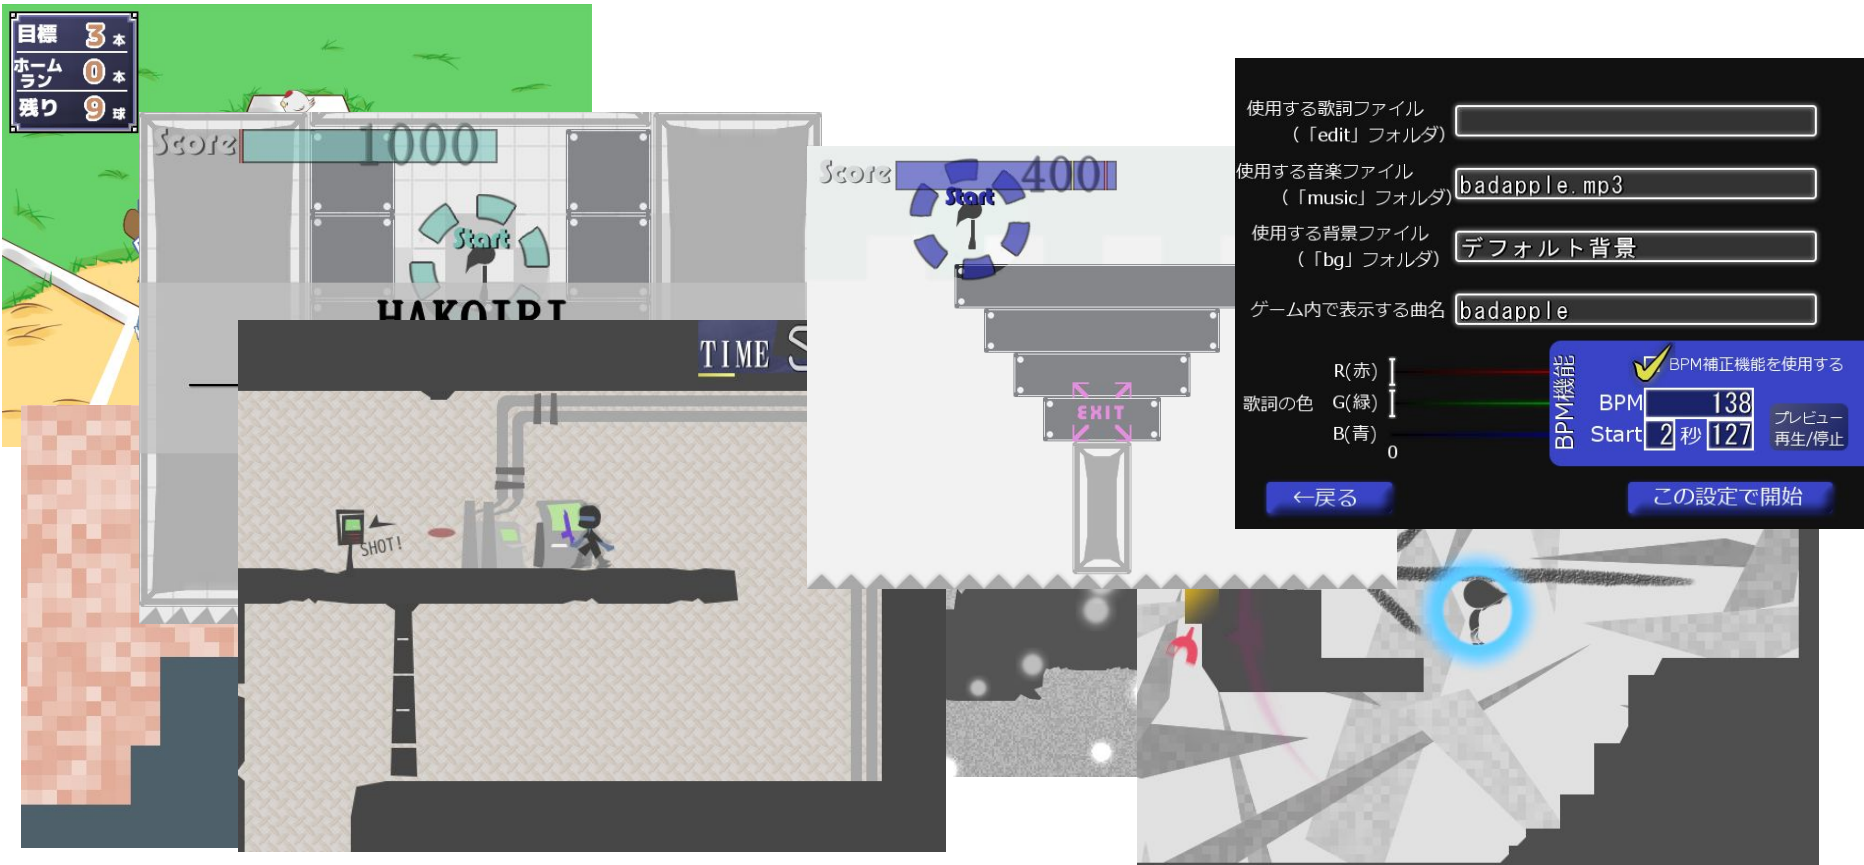 目標 3 本
ホームラン 0 本
残り 9 球
Score 1000
Start
HAKOIRI
TIME
SHOT!
Score 400
Start
EXIT
使用する歌詞ファイル
(「edit」フォルダ)
使用する音楽ファイル
(「music」フォルダ)
badapple.mp3
使用する背景ファイル
(「bg」フォルダ)
デフォルト背景
ゲーム内で表示する曲名
badapple
歌詞の色
R(赤)
G(緑)
B(青)
0
BPM機能
BPM補正機能を使用する
BPM 138
Start 2 秒 127
プレビュー
再生/停止
←戻る
この設定で開始